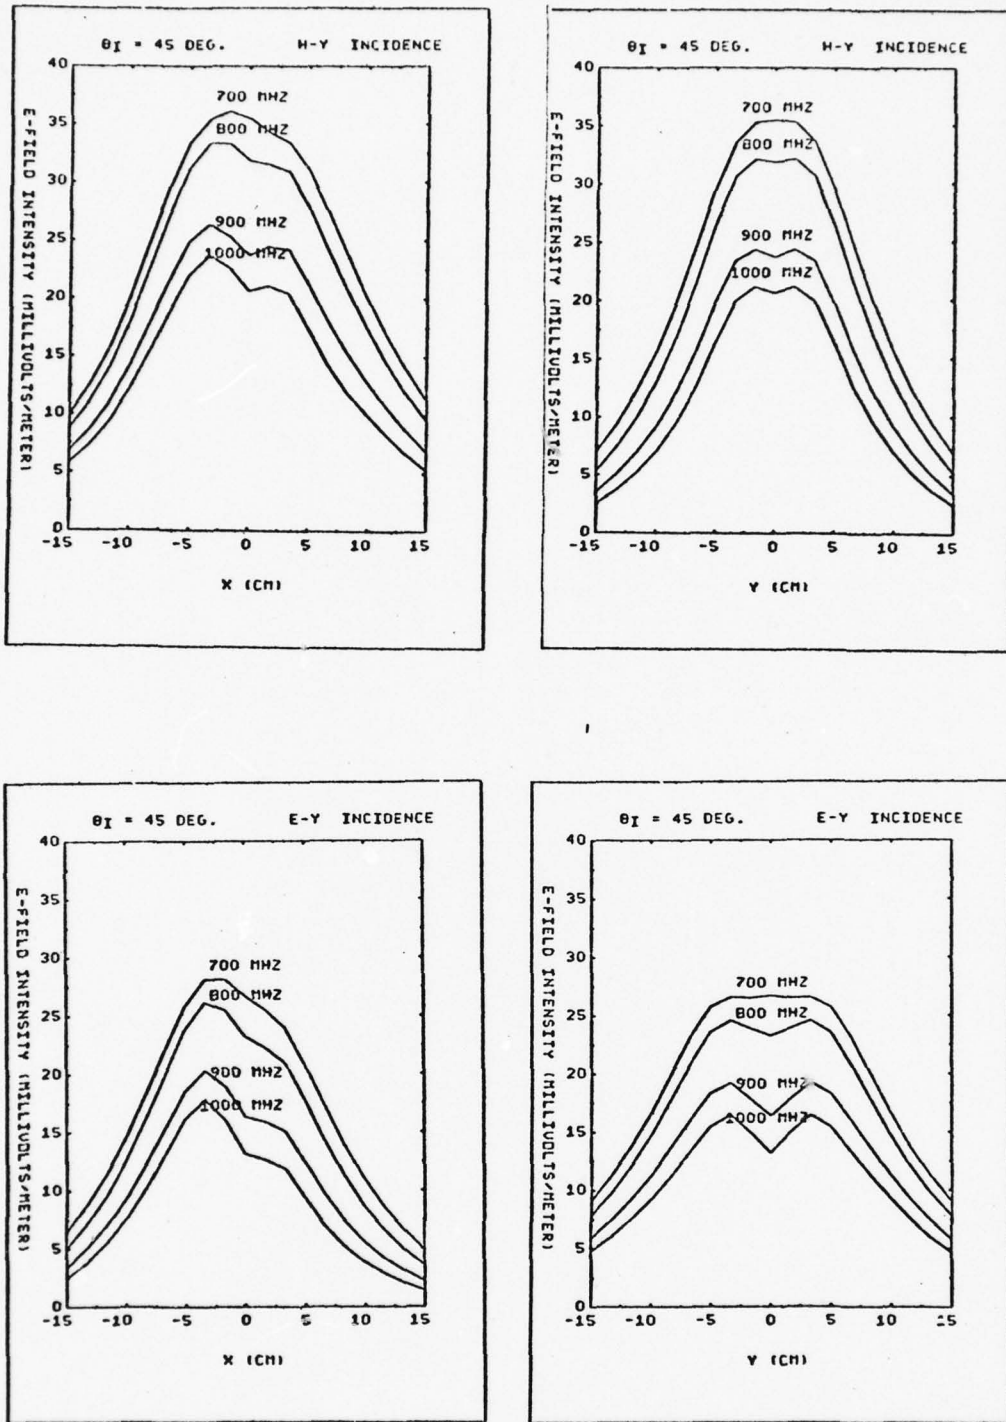 θI = 45 DEG. H-Y INCIDENCE
40
35
30
25
20
15
10
5
0
E-FIELD INTENSITY (MILLIVOLTS/METER)
700 MHZ
800 MHZ
900 MHZ
1000 MHZ
-15 -10 -5 0 5 10 15
X (CM)
θI = 45 DEG. H-Y INCIDENCE
40
35
30
25
20
15
10
5
0
E-FIELD INTENSITY (MILLIVOLTS/METER)
700 MHZ
800 MHZ
900 MHZ
1000 MHZ
-15 -10 -5 0 5 10 15
Y (CM)
θI = 45 DEG. E-Y INCIDENCE
40
35
30
25
20
15
10
5
0
E-FIELD INTENSITY (MILLIVOLTS/METER)
700 MHZ
800 MHZ
900 MHZ
1000 MHZ
-15 -10 -5 0 5 10 15
X (CM)
θI = 45 DEG. E-Y INCIDENCE
40
35
30
25
20
15
10
5
0
E-FIELD INTENSITY (MILLIVOLTS/METER)
700 MHZ
800 MHZ
900 MHZ
1000 MHZ
-15 -10 -5 0 5 10 15
Y (CM)